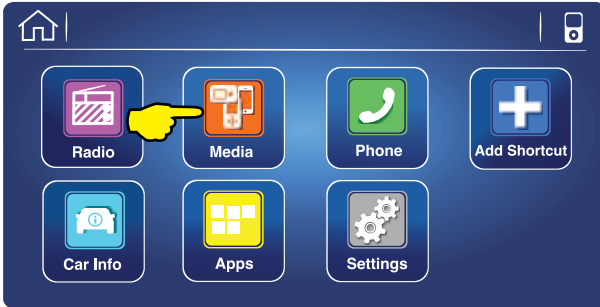 Radio
Media
Phone
Add Shortcut
Car Info
Apps
Settings